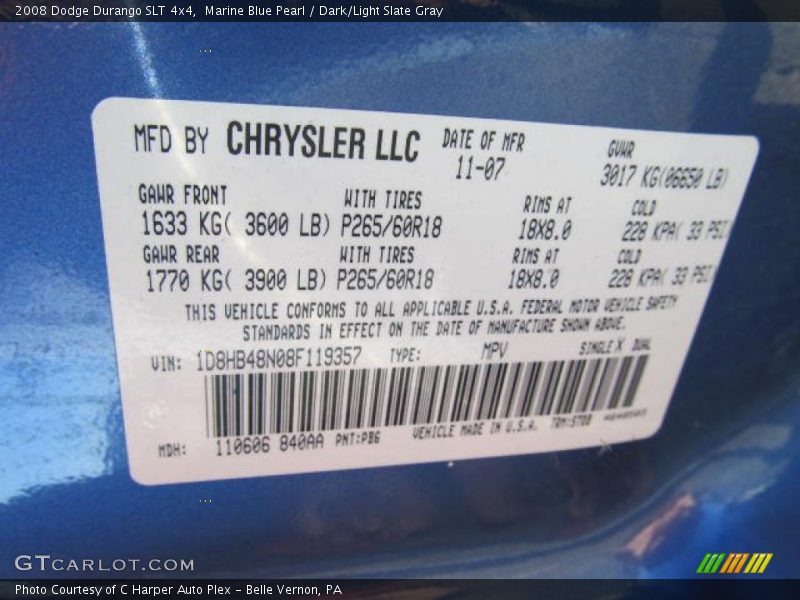 2008 Dodge Durango SLT 4x4,  Marine Blue Pearl / Dark/Light Slate Gray
MFD BY CHRYSLER LLC DATE OF MFR GVWR
11-07 3017 KG(06650 LB)
GAWR FRONT WITH TIRES RIMS AT COLD
1633 KG( 3600 LB) P265/60R18 18X8.0 228 KPA( 33 PSI)
GAWR REAR WITH TIRES RIMS AT COLD
1770 KG( 3900 LB) P265/60R18 18X8.0 228 KPA( 33 PSI)
THIS VEHICLE CONFORMS TO ALL APPLICABLE U.S.A. FEDERAL MOTOR VEHICLE SAFETY
STANDARDS IN EFFECT ON THE DATE OF MANUFACTURE SHOWN ABOVE.
VIN: 1D8HB48N08F119357 TYPE: MPV SINGLE X DUAL
MDH: 110606 840AA PNT:PB6 VEHICLE MADE IN U.S.A. TRM:S7DB
GTCARLOT.COM
Photo Courtesy of C Harper Auto Plex - Belle Vernon, PA